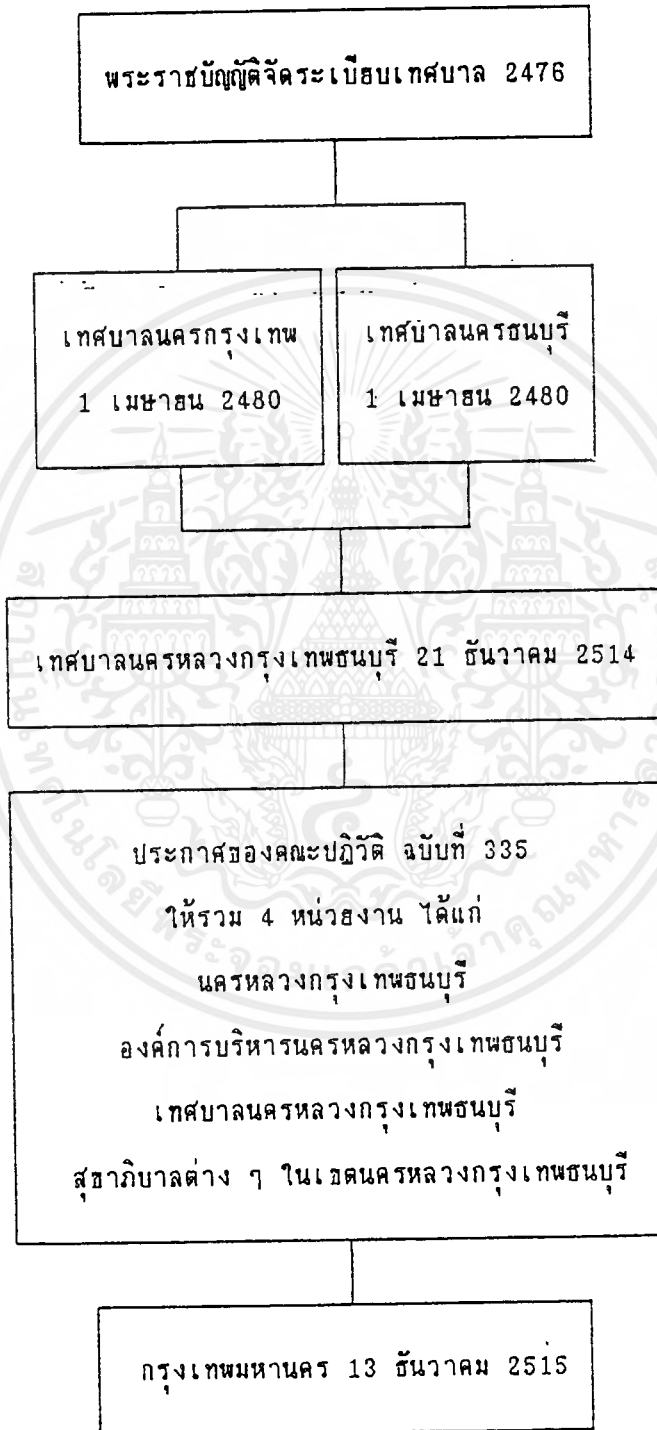 พระราชบัญญัติจัดระเบียบเทศบาล 2476
เทศบาลนครกรุงเทพ
1 เมษายน 2480
เทศบาลนครธนบุรี
1 เมษายน 2480
เทศบาลนครหลวงกรุงเทพธนบุรี 21 ธันวาคม 2514
ประกาศของคณะปฏิวัติ ฉบับที่ 335
ให้รวม 4 หน่วยงาน ได้แก่
นครหลวงกรุงเทพธนบุรี
องค์การบริหารนครหลวงกรุงเทพธนบุรี
เทศบาลนครหลวงกรุงเทพธนบุรี
สุขาภิบาลต่าง ๆ ในเขตนครหลวงกรุงเทพธนบุรี
กรุงเทพมหานคร 13 ธันวาคม 2515